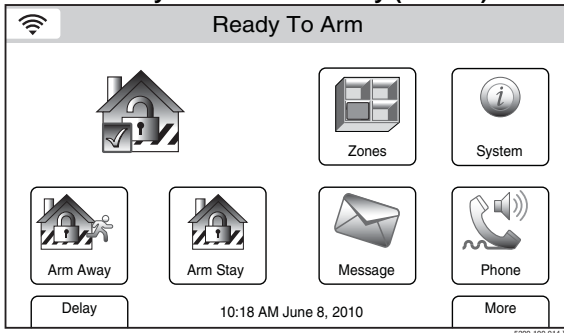 Ready To Arm
Zones
System
Arm Away
Arm Stay
Message
Phone
Delay
10:18 AM June 8, 2010
More